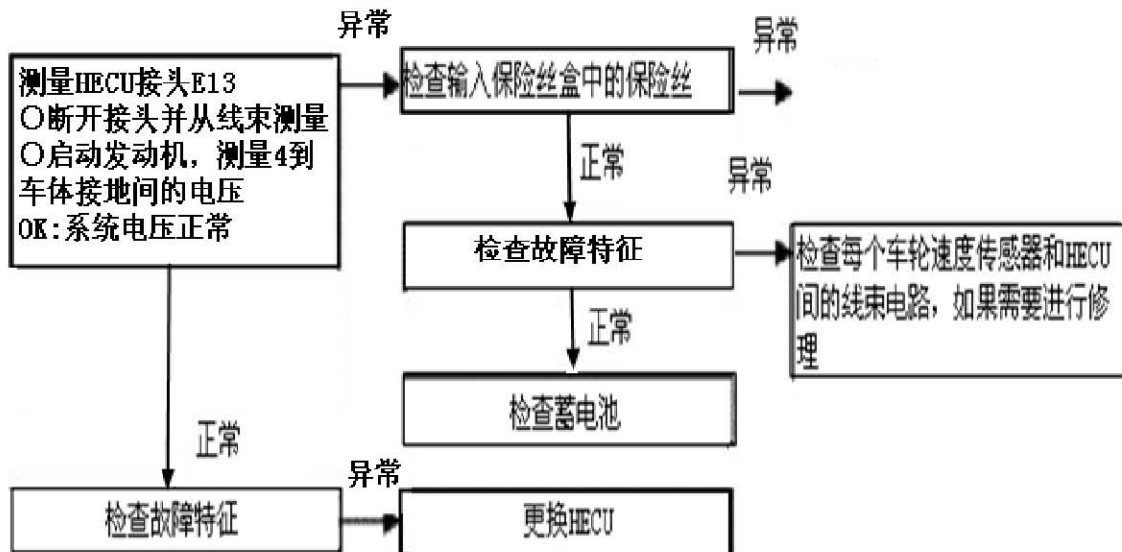 异常
测量HECU接头E13
○断开接头并从线束测量
○启动发动机，测量4到
车体接地间的电压
OK:系统电压正常
检查输入保险丝盒中的保险丝
异常
正常
异常
检查故障特征
检查每个车轮速度传感器和HECU
间的线束电路，如果需要进行修
理
正常
检查蓄电池
正常
检查故障特征
异常
更换HECU